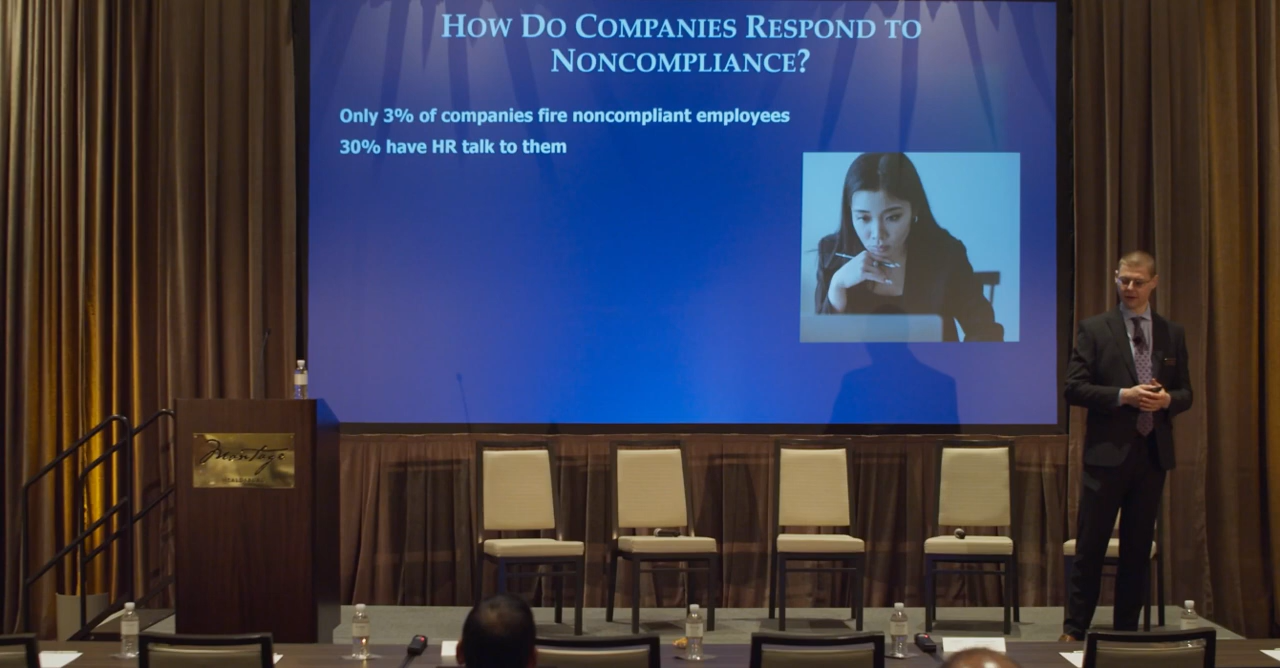 HOW DO COMPANIES RESPOND TO
NONCOMPLIANCE?
Only 3% of companies fire noncompliant employees
30% have HR talk to them
Montage